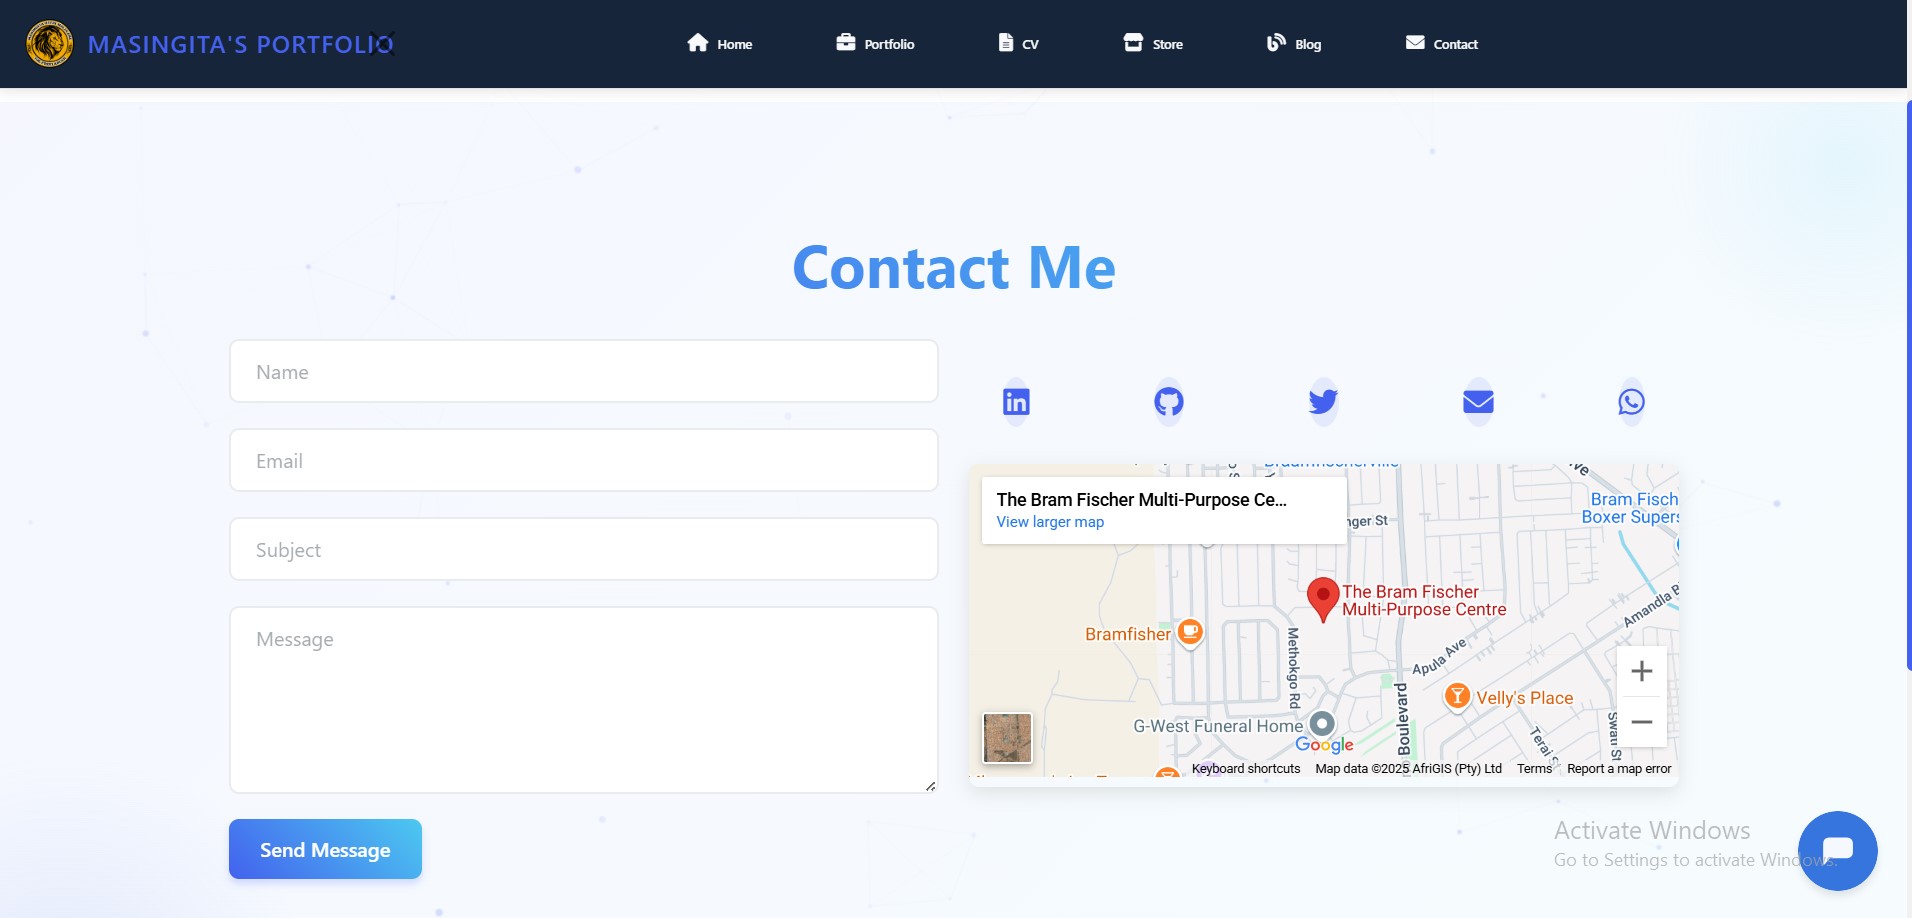 MASINGITA'S PORTFOLIO
Home
Portfolio
CV
Store
Blog
Contact
Contact Me
Name
Email
Subject
Message
Send Message
The Bram Fischer Multi-Purpose Ce...
View larger map
nger St
Bram Fisch
Boxer Supers
The Bram Fischer
Multi-Purpose Centre
Bramfisher
Methokgo Rd
Apula Ave
Amandla B
Boulevard
Velly's Place
G-West Funeral Home
Google
Terai St
Swart St
Keyboard shortcuts
Map data ©2025 AfriGIS (Pty) Ltd
Terms
Report a map error
Activate Windows
Go to Settings to activate Windows.